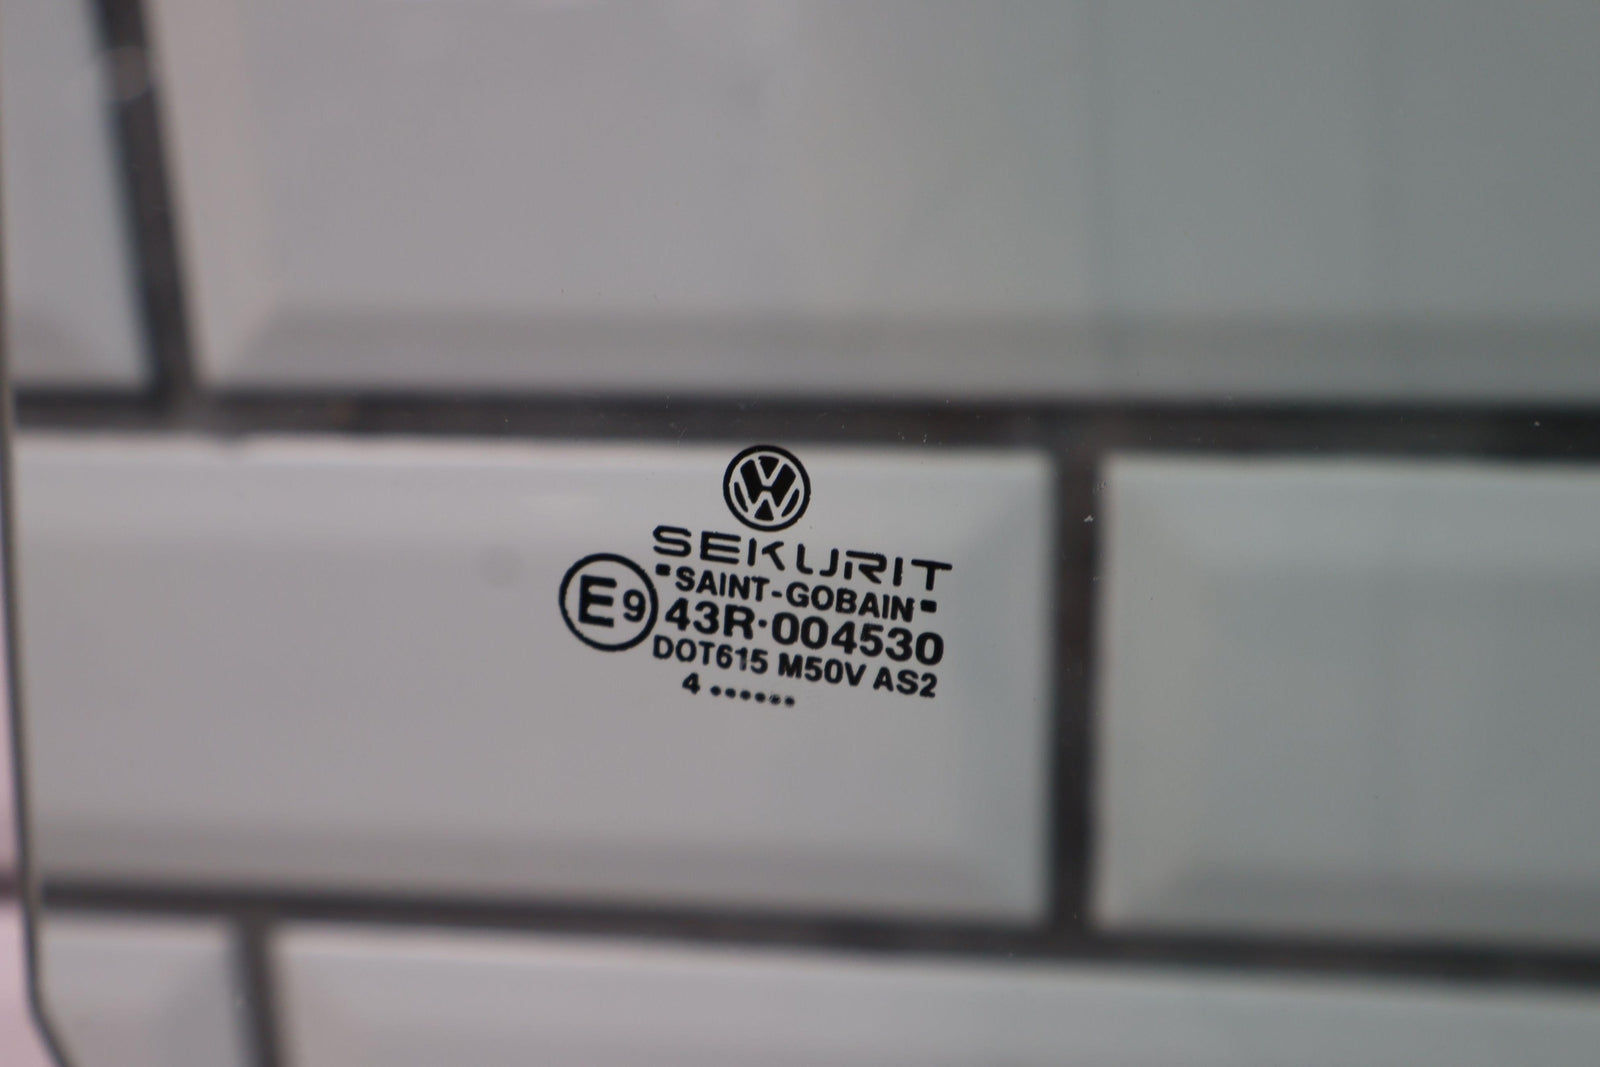 SEKURIT
"SAINT-GOBAIN"
E9 43R·004530
DOT615 M50V AS2
4 ••••••